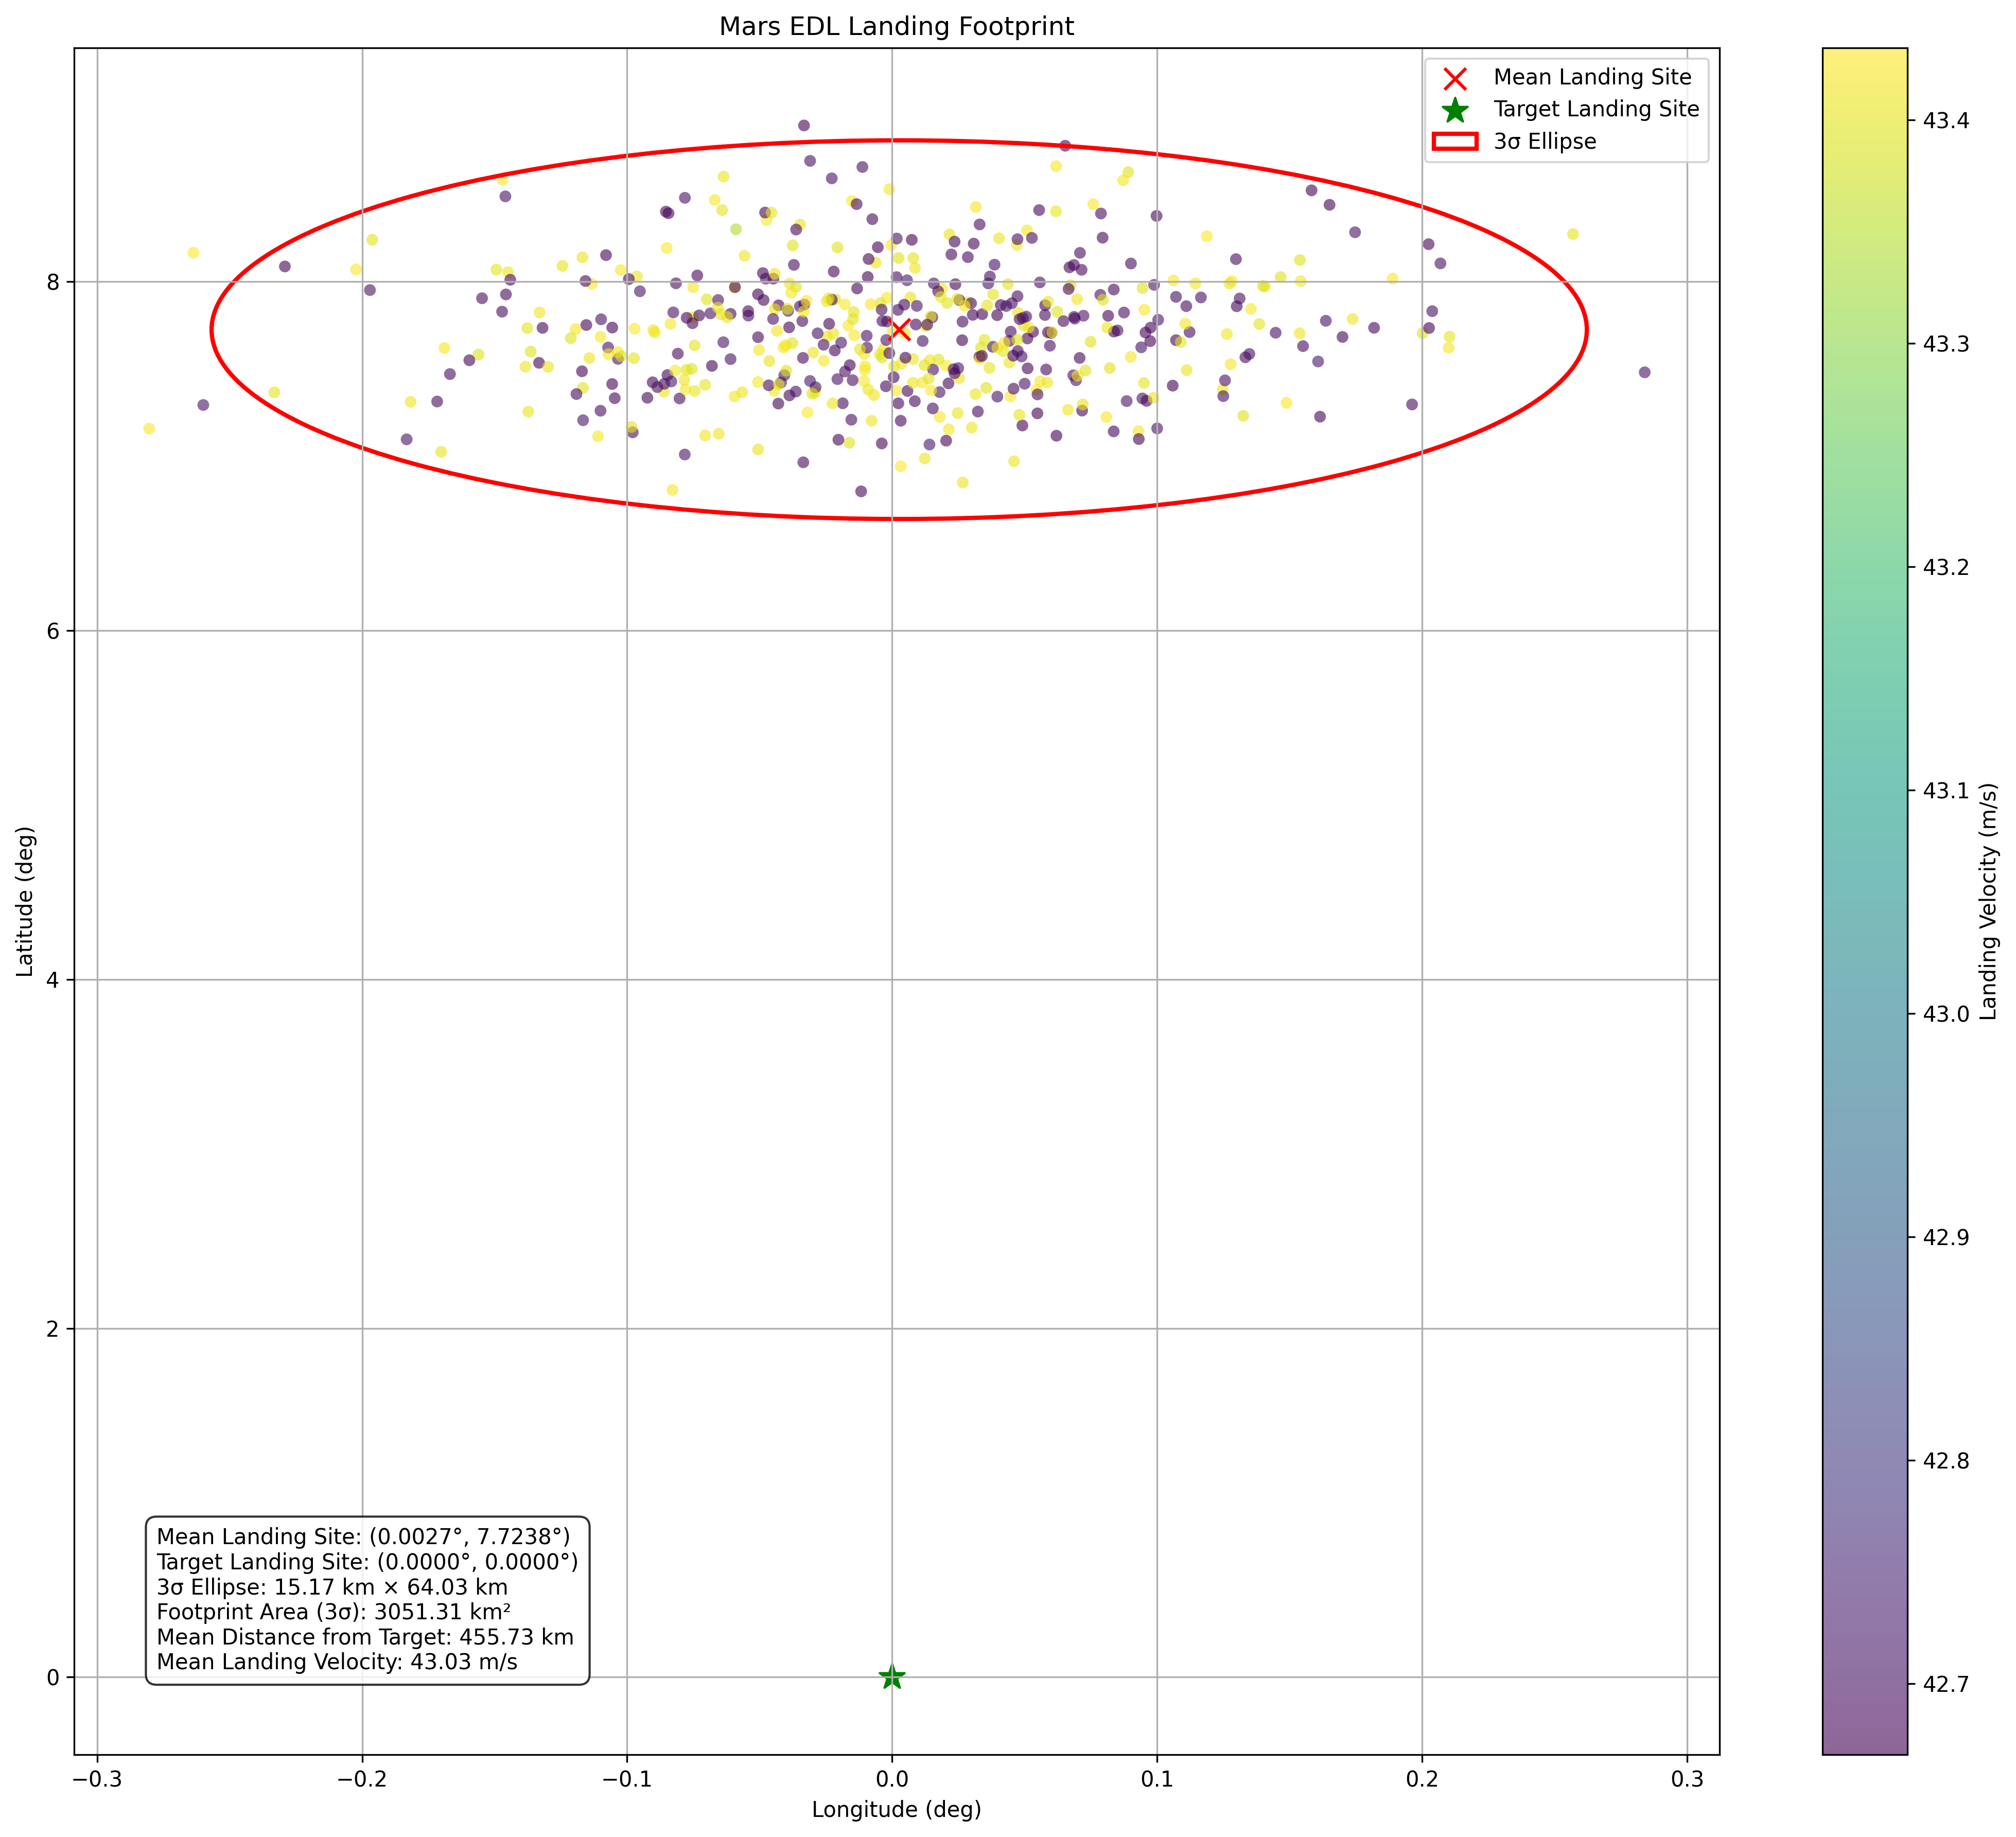 Mars EDL Landing Footprint
Mean Landing Site
Target Landing Site
3σ Ellipse
8
6
4
2
0
Latitude (deg)
Mean Landing Site: (0.0027°, 7.7238°)
Target Landing Site: (0.0000°, 0.0000°)
3σ Ellipse: 15.17 km × 64.03 km
Footprint Area (3σ): 3051.31 km²
Mean Distance from Target: 455.73 km
Mean Landing Velocity: 43.03 m/s
−0.3 −0.2 −0.1 0.0 0.1 0.2 0.3
Longitude (deg)
43.4
43.3
43.2
43.1
43.0
42.9
42.8
42.7
Landing Velocity (m/s)